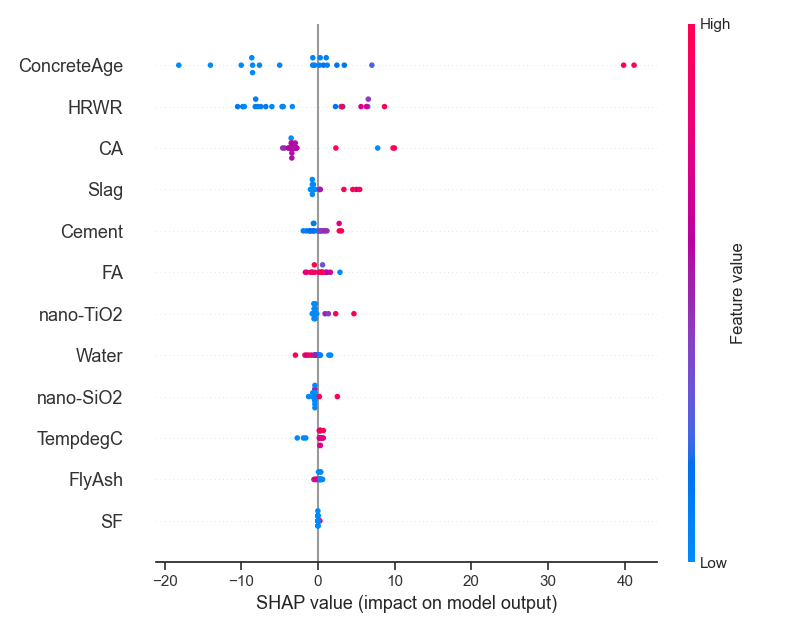 High
ConcreteAge
HRWR
CA
Slag
Cement
FA
nano-TiO2
Water
nano-SiO2
TempdegC
FlyAsh
SF
Feature value
Low
−20 −10 0 10 20 30 40
SHAP value (impact on model output)